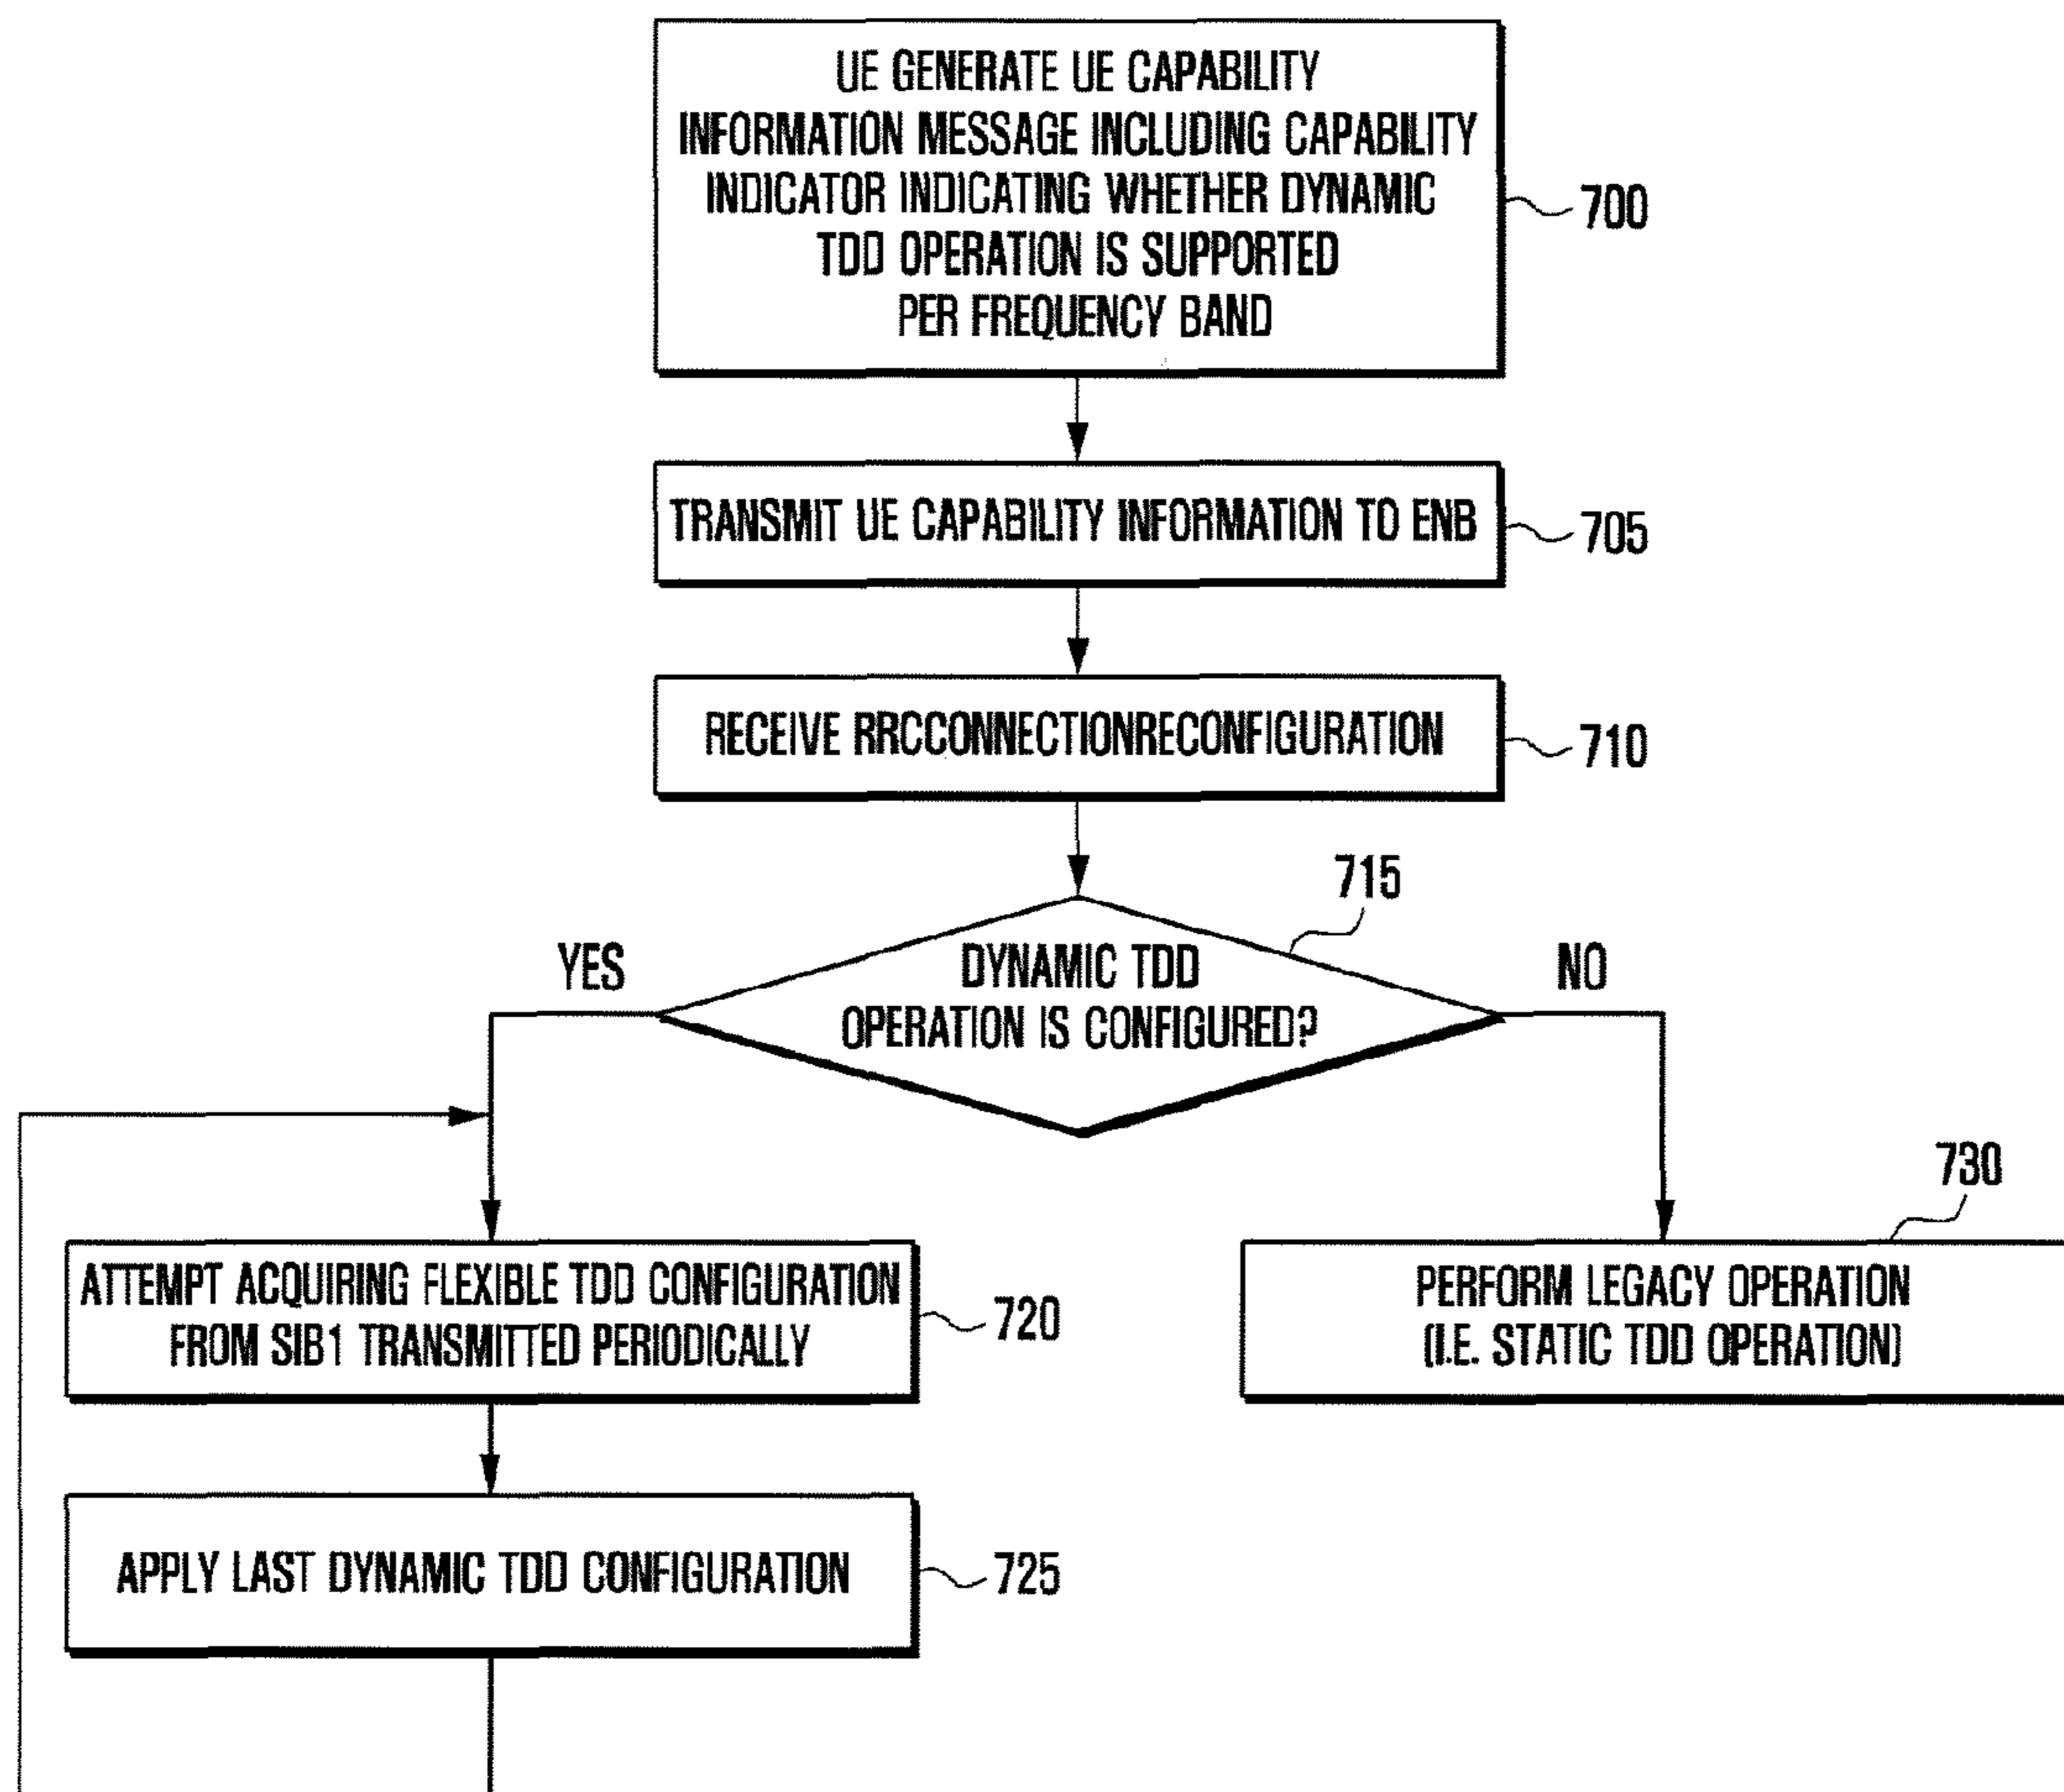 UE GENERATE UE CAPABILITY
INFORMATION MESSAGE INCLUDING CAPABILITY
INDICATOR INDICATING WHETHER DYNAMIC
TDD OPERATION IS SUPPORTED
PER FREQUENCY BAND
700
TRANSMIT UE CAPABILITY INFORMATION TO ENB
705
RECEIVE RRCCONNECTIONRECONFIGURATION
710
715
YES
DYNAMIC TDD
OPERATION IS CONFIGURED?
NO
730
ATTEMPT ACQUIRING FLEXIBLE TDD CONFIGURATION
FROM SIB1 TRANSMITTED PERIODICALLY
720
PERFORM LEGACY OPERATION
(I.E. STATIC TDD OPERATION)
APPLY LAST DYNAMIC TDD CONFIGURATION
725